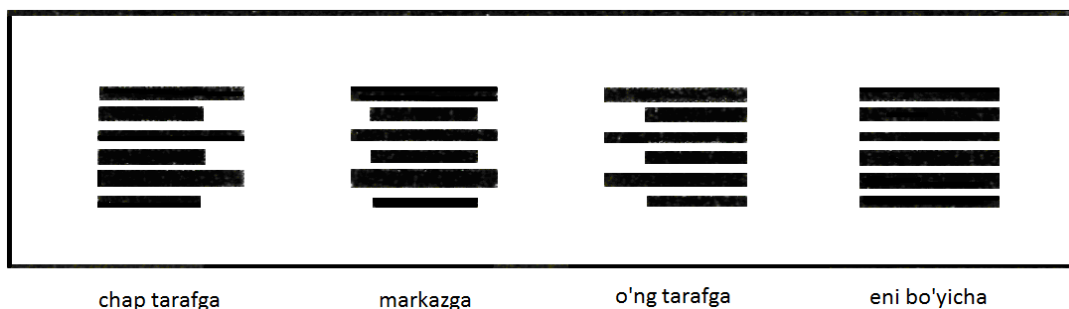 chap tarafga
markazga
o'ng tarafga
eni bo'yicha